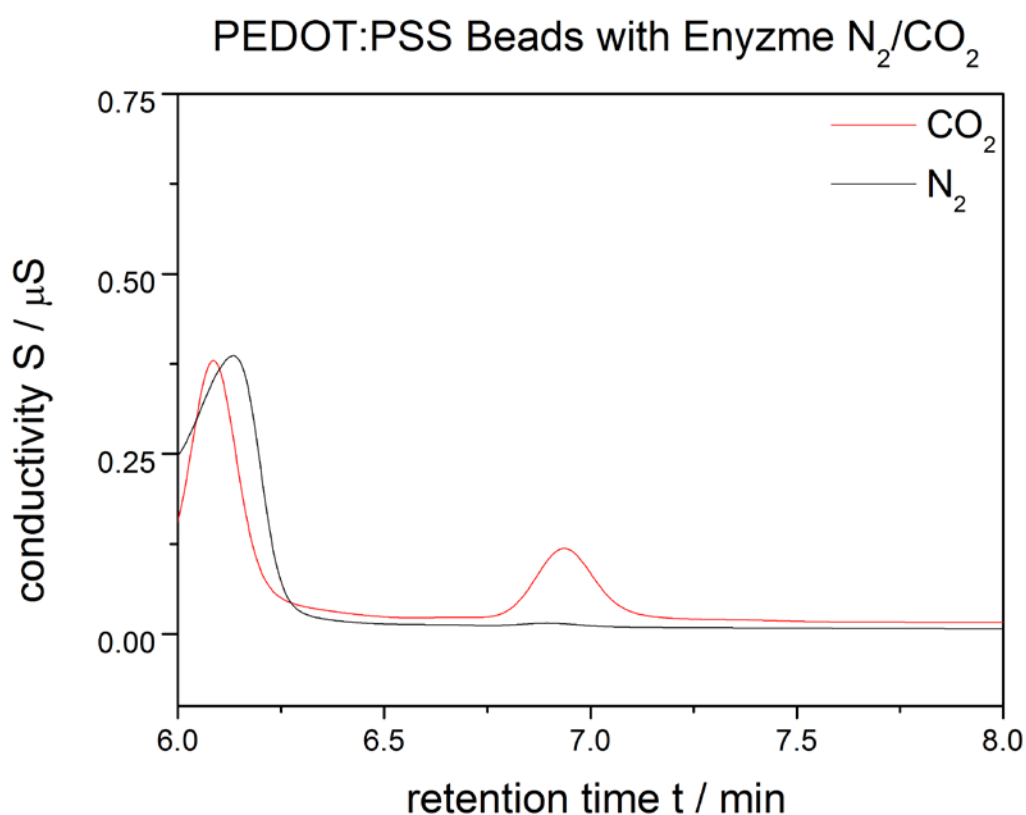 PEDOT:PSS Beads with Enyzme N₂/CO₂
CO₂
N₂
0.75
0.50
0.25
0.00
conductivity S / μS
6.0 6.5 7.0 7.5 8.0
retention time t / min